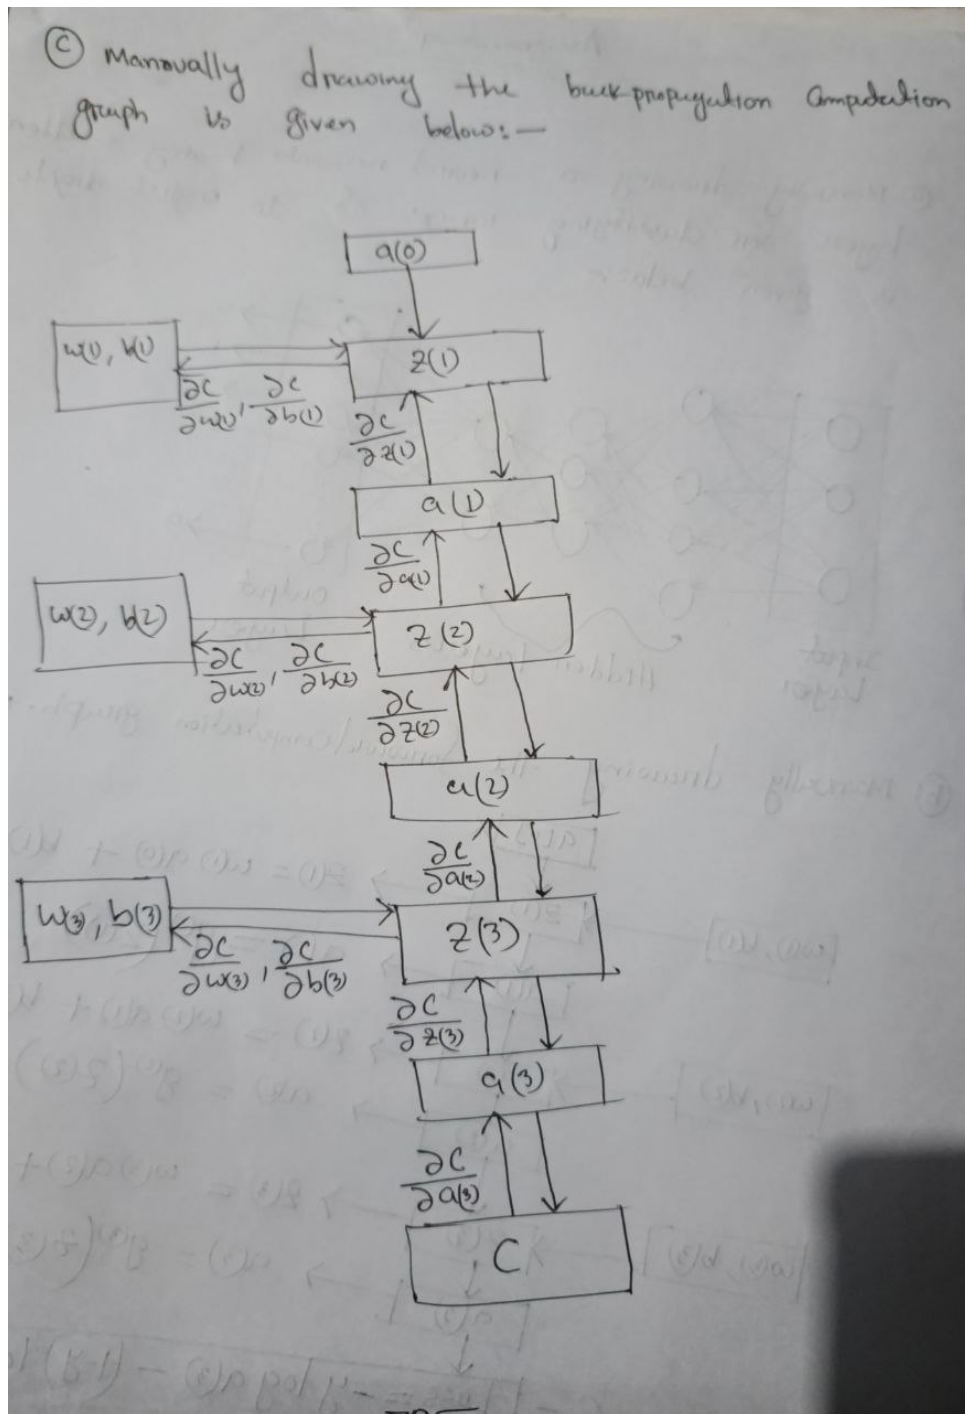 Ⓒ Manovally drawing the back-propagation Computation
graph is given below:—
a(0)
w(1), b(1)
z(1)
∂C/∂w(1), ∂C/∂b(1)
∂C/∂z(1)
a(1)
∂C/∂a(1)
w(2), b(2)
z(2)
∂C/∂w(2), ∂C/∂b(2)
∂C/∂z(2)
a(2)
∂C/∂a(2)
w(3), b(3)
z(3)
∂C/∂w(3), ∂C/∂b(3)
∂C/∂z(3)
a(3)
∂C/∂a(3)
C